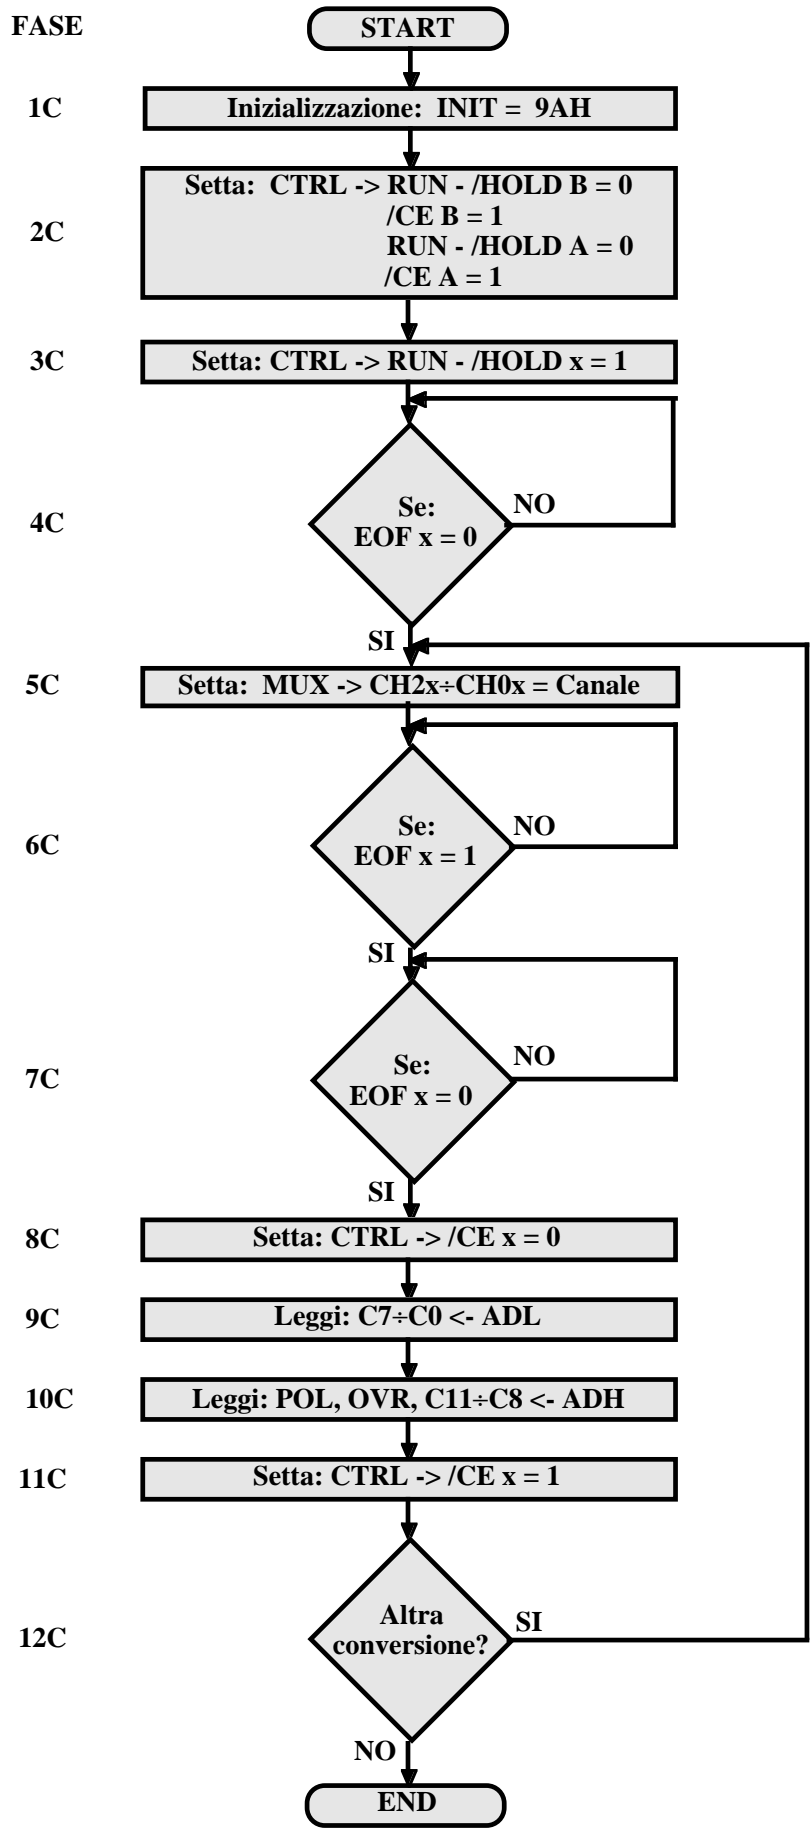 FASE
START
1C
Inizializzazione: INIT = 9AH
2C
Setta: CTRL -> RUN - /HOLD B = 0
/CE B = 1
RUN - /HOLD A = 0
/CE A = 1
3C
Setta: CTRL -> RUN - /HOLD x = 1
4C
Se:
EOF x = 0
NO
SI
5C
Setta: MUX -> CH2x÷CH0x = Canale
6C
Se:
EOF x = 1
NO
SI
7C
Se:
EOF x = 0
NO
SI
8C
Setta: CTRL -> /CE x = 0
9C
Leggi: C7÷C0 <- ADL
10C
Leggi: POL, OVR, C11÷C8 <- ADH
11C
Setta: CTRL -> /CE x = 1
12C
Altra
conversione?
SI
NO
END